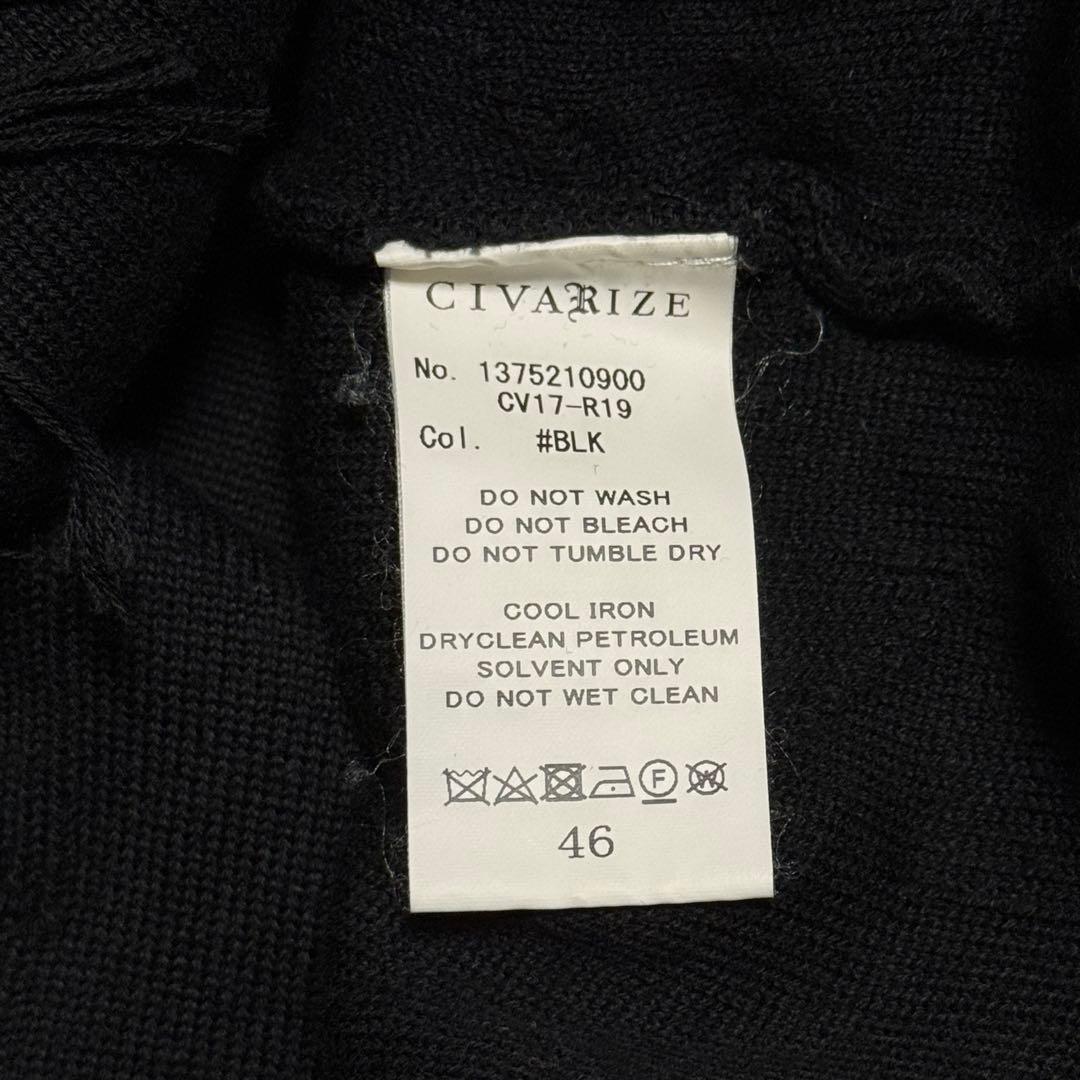 CIVARIZE
No. 1375210900
CV17-R19
Col. #BLK
DO NOT WASH
DO NOT BLEACH
DO NOT TUMBLE DRY
COOL IRON
DRYCLEAN PETROLEUM
SOLVENT ONLY
DO NOT WET CLEAN
F W
46